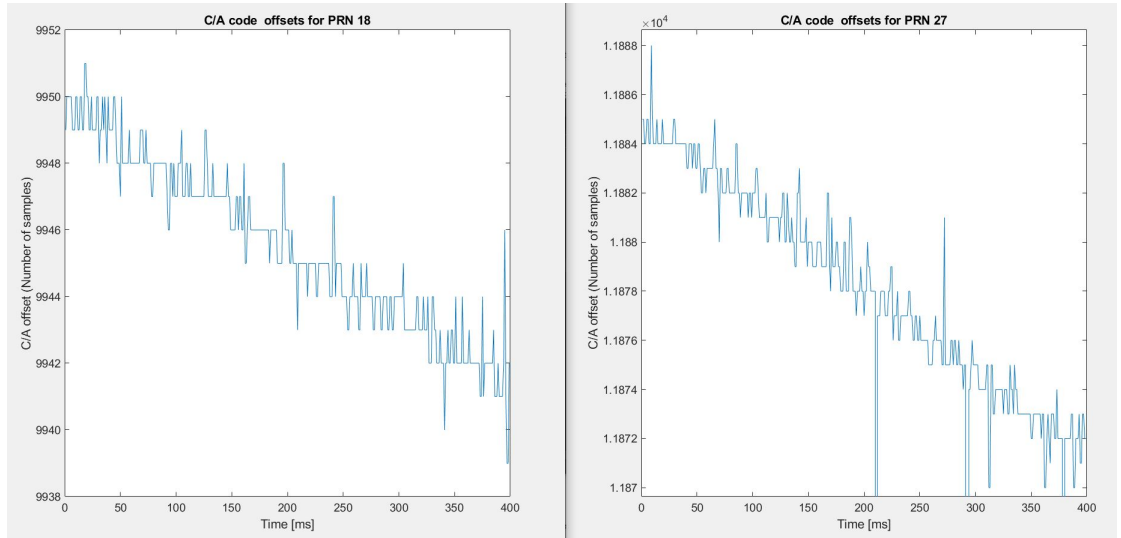 C/A code offsets for PRN 18
C/A offset (Number of samples)
9952
9950
9948
9946
9944
9942
9940
9938
0 50 100 150 200 250 300 350 400
Time [ms]
C/A code offsets for PRN 27
×10⁴
C/A offset (Number of samples)
1.1888
1.1886
1.1884
1.1882
1.188
1.1878
1.1876
1.1874
1.1872
1.187
0 50 100 150 200 250 300 350 400
Time [ms]